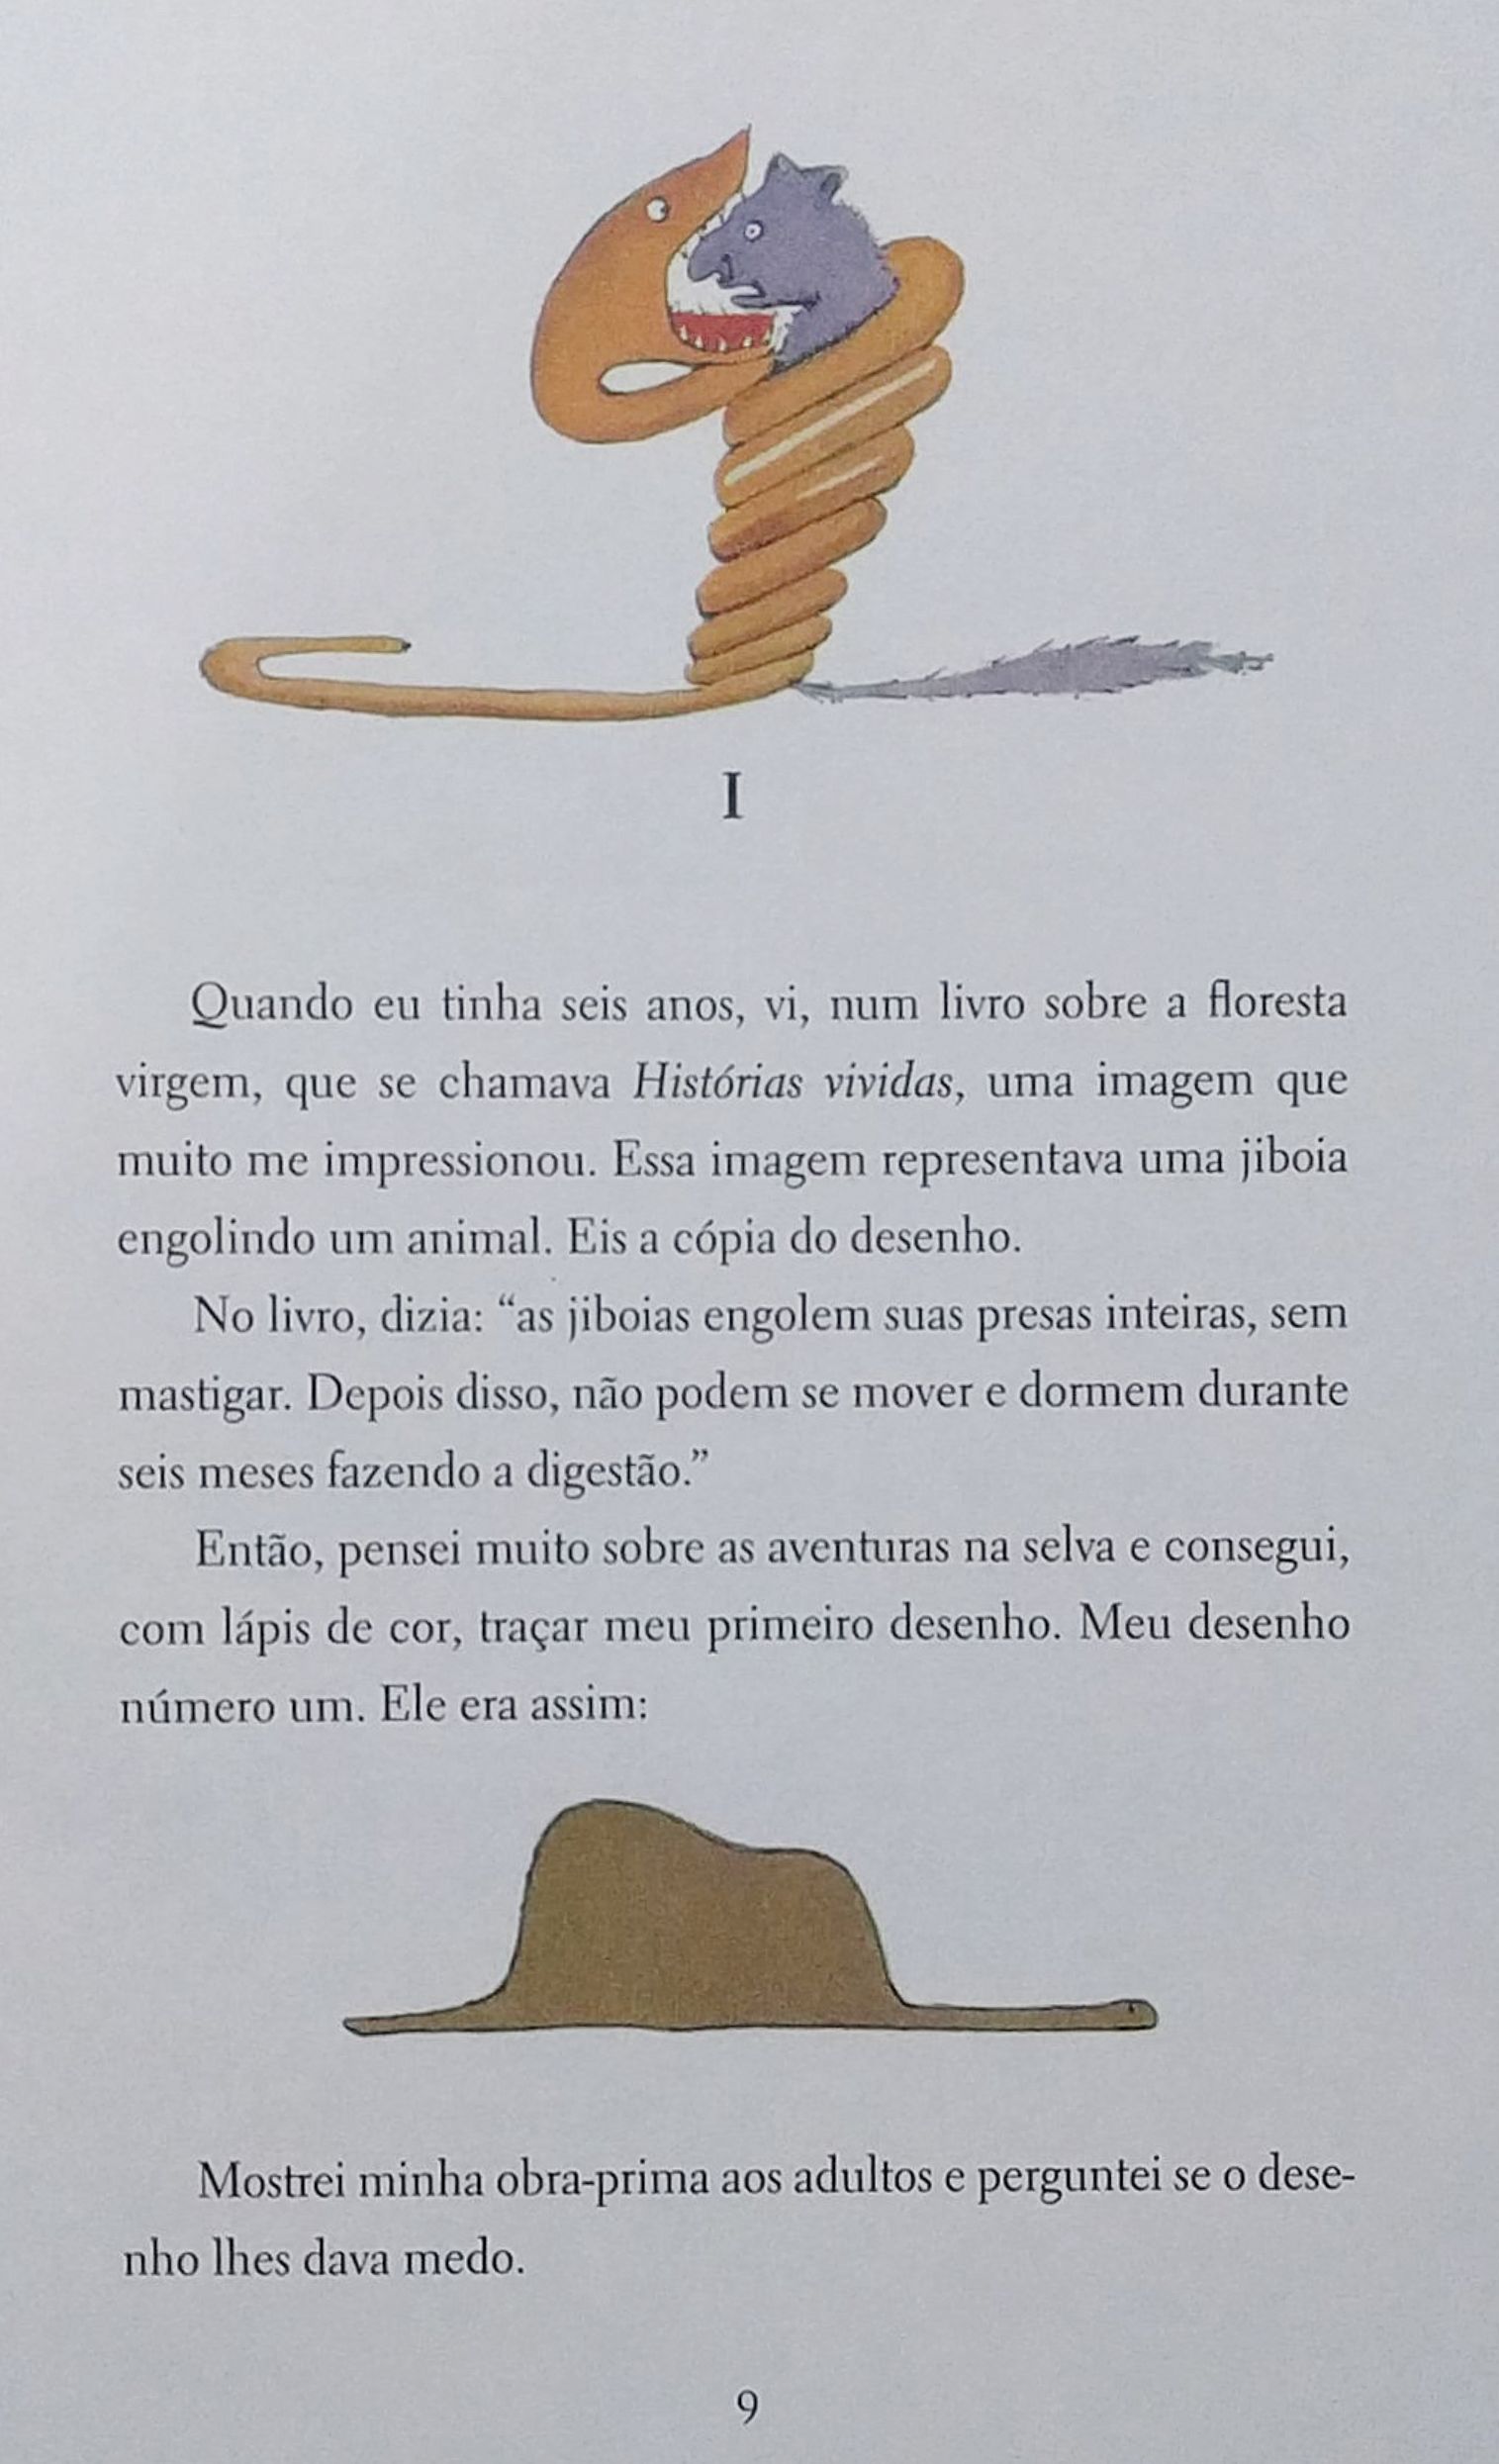 I
Quando eu tinha seis anos, vi, num livro sobre a floresta
virgem, que se chamava Histórias vividas, uma imagem que
muito me impressionou. Essa imagem representava uma jiboia
engolindo um animal. Eis a cópia do desenho.
No livro, dizia: “as jiboias engolem suas presas inteiras, sem
mastigar. Depois disso, não podem se mover e dormem durante
seis meses fazendo a digestão.”
Então, pensei muito sobre as aventuras na selva e consegui,
com lápis de cor, traçar meu primeiro desenho. Meu desenho
número um. Ele era assim:
Mostrei minha obra-prima aos adultos e perguntei se o dese-
nho lhes dava medo.
9